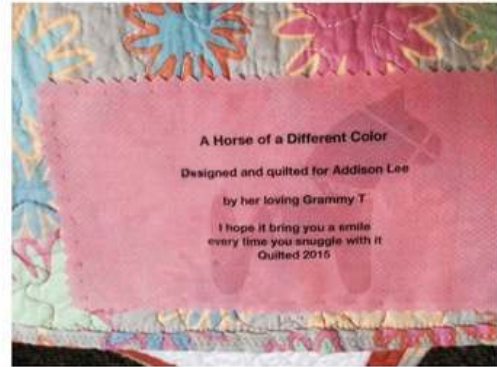 A Horse of a Different Color
Designed and quilted for Addison Lee
by her loving Grammy T
I hope it bring you a smile
every time you snuggle with it
Quilted 2015